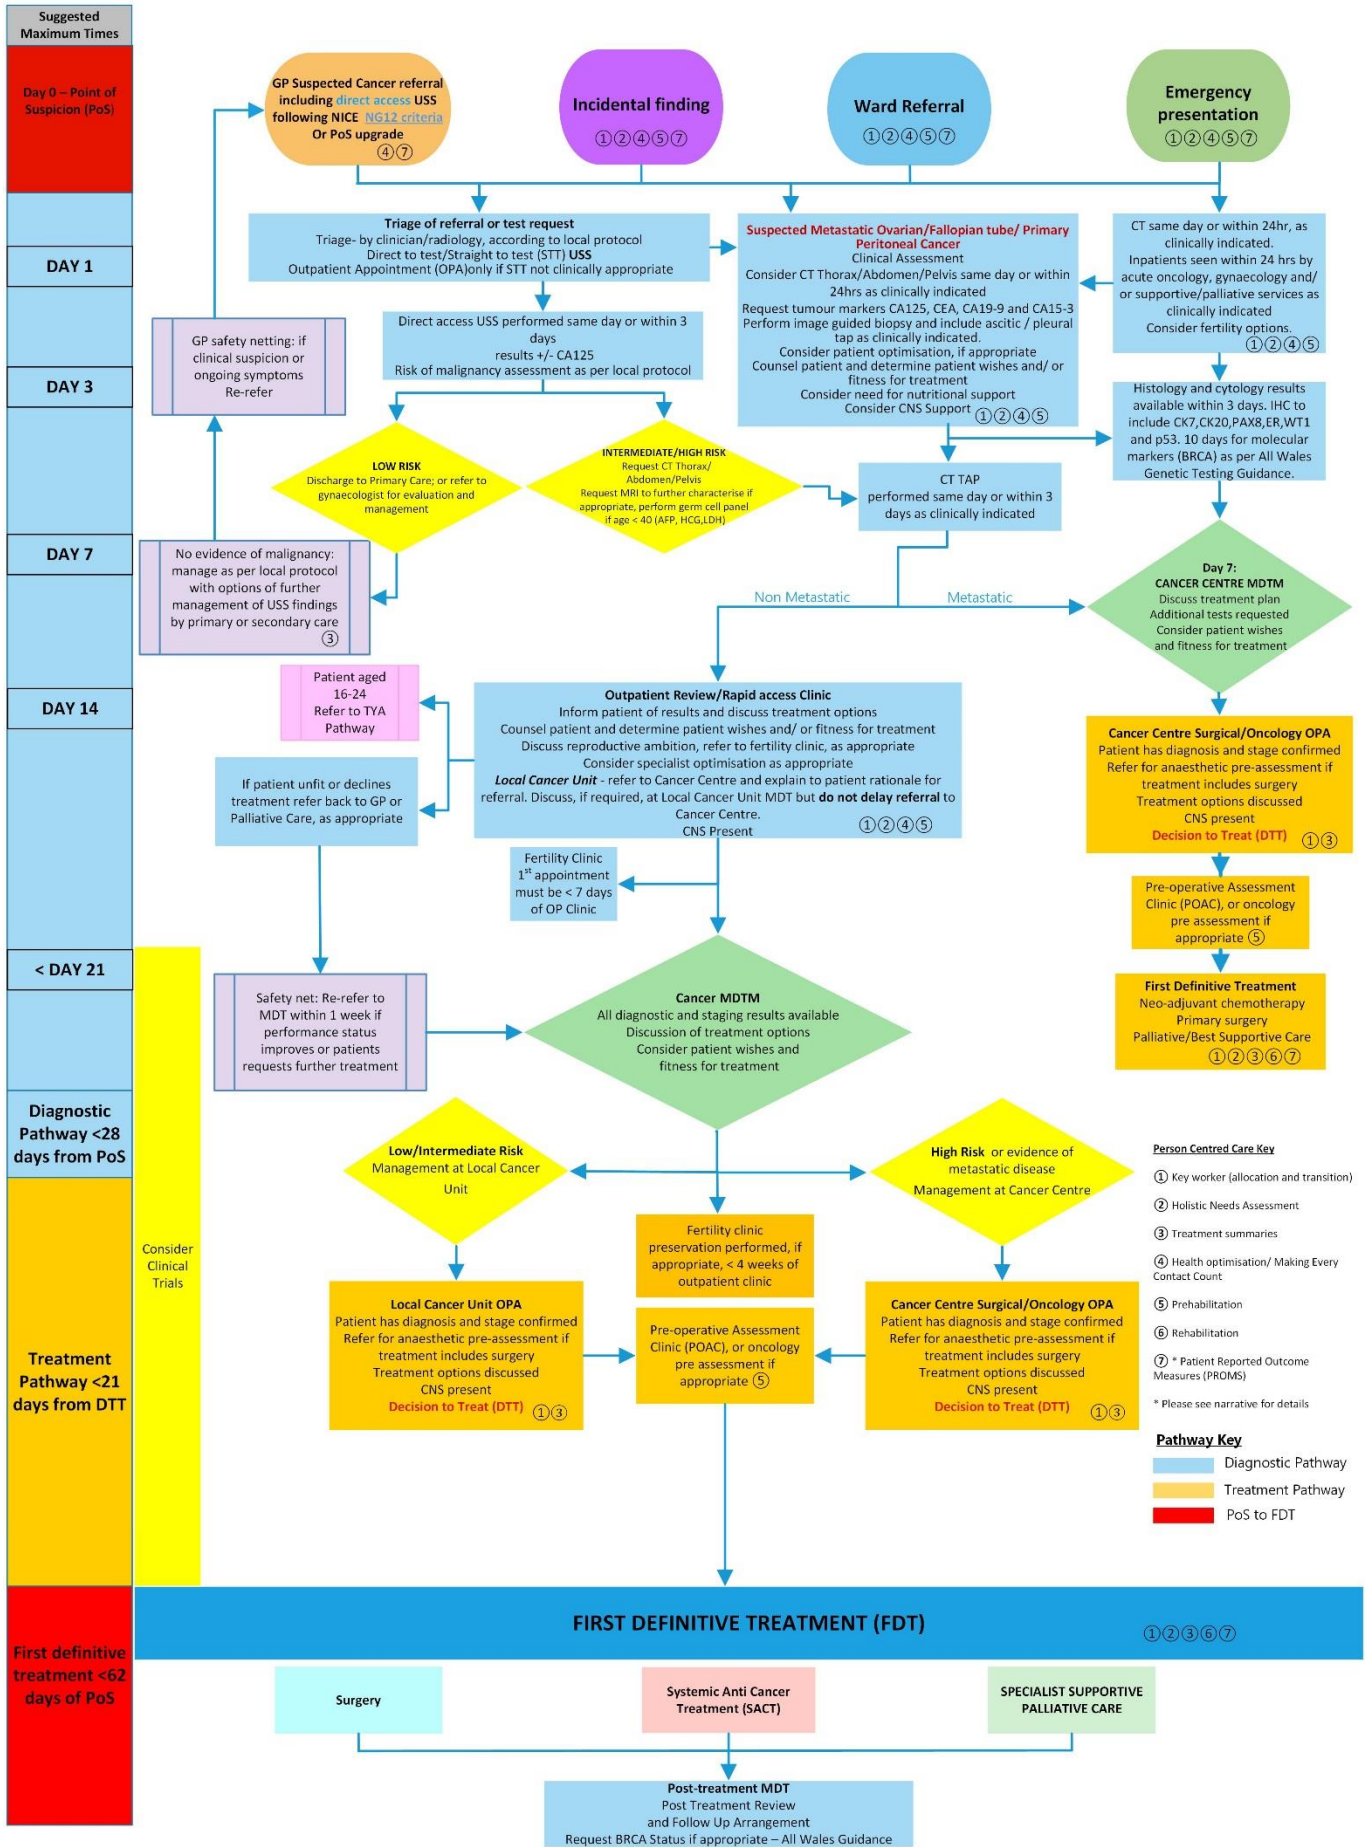 Suggested
Maximum Times
Day 0 – Point of
Suspicion (PoS)
DAY 1
DAY 3
DAY 7
DAY 14
< DAY 21
Diagnostic
Pathway <28
days from PoS
Treatment
Pathway <21
days from DTT
First definitive
treatment <62
days of PoS
GP Suspected Cancer referral
including direct access USS
following NICE NG12 criteria
Or PoS upgrade
④⑦
Incidental finding
①②④⑤⑦
Ward Referral
①②④⑤⑦
Emergency
presentation
①②④⑤⑦
Triage of referral or test request
Triage- by clinician/radiology, according to local protocol
Direct to test/Straight to test (STT) USS
Outpatient Appointment (OPA)only if STT not clinically appropriate
Suspected Metastatic Ovarian/Fallopian tube/ Primary
Peritoneal Cancer
Clinical Assessment
Consider CT Thorax/Abdomen/Pelvis same day or within
24hrs as clinically indicated
Request tumour markers CA125, CEA, CA19-9 and CA15-3
Perform image guided biopsy and include ascitic / pleural
tap as clinically indicated.
Consider patient optimisation, if appropriate
Counsel patient and determine patient wishes and/ or
fitness for treatment
Consider need for nutritional support
Consider CNS Support ①②④⑤
CT same day or within 24hr, as
clinically indicated.
Inpatients seen within 24 hrs by
acute oncology, gynaecology and/
or supportive/palliative services as
clinically indicated
Consider fertility options.
①②④⑤
Direct access USS performed same day or within 3
days
results +/- CA125
Risk of malignancy assessment as per local protocol
GP safety netting: if
clinical suspicion or
ongoing symptoms
Re-refer
Histology and cytology results
available within 3 days. IHC to
include CK7,CK20,PAX8,ER,WT1
and p53. 10 days for molecular
markers (BRCA) as per All Wales
Genetic Testing Guidance.
LOW RISK
Discharge to Primary Care; or refer to
gynaecologist for evaluation and
management
INTERMEDIATE/HIGH RISK
Request CT Thorax/
Abdomen/Pelvis
Request MRI to further characterise if
appropriate, perform germ cell panel
if age < 40 (AFP, HCG,LDH)
CT TAP
performed same day or within 3
days as clinically indicated
No evidence of malignancy:
manage as per local protocol
with options of further
management of USS findings
by primary or secondary care
③
Non Metastatic
Metastatic
Day 7:
CANCER CENTRE MDTM
Discuss treatment plan
Additional tests requested
Consider patient wishes
and fitness for treatment
Patient aged
16-24
Refer to TYA
Pathway
Outpatient Review/Rapid access Clinic
Inform patient of results and discuss treatment options
Counsel patient and determine patient wishes and/ or fitness for treatment
Discuss reproductive ambition, refer to fertility clinic, as appropriate
Consider specialist optimisation as appropriate
Local Cancer Unit - refer to Cancer Centre and explain to patient rationale for
referral. Discuss, if required, at Local Cancer Unit MDT but do not delay referral to
Cancer Centre.
CNS Present
①②④⑤
Cancer Centre Surgical/Oncology OPA
Patient has diagnosis and stage confirmed
Refer for anaesthetic pre-assessment if
treatment includes surgery
Treatment options discussed
CNS present
Decision to Treat (DTT) ①③
If patient unfit or declines
treatment refer back to GP or
Palliative Care, as appropriate
Fertility Clinic
1st appointment
must be < 7 days
of OP Clinic
Pre-operative Assessment
Clinic (POAC), or oncology
pre assessment if
appropriate ⑤
First Definitive Treatment
Neo-adjuvant chemotherapy
Primary surgery
Palliative/Best Supportive Care
①②③⑥⑦
Safety net: Re-refer to
MDT within 1 week if
performance status
improves or patients
requests further treatment
Cancer MDTM
All diagnostic and staging results available
Discussion of treatment options
Consider patient wishes and
fitness for treatment
Low/Intermediate Risk
Management at Local Cancer
Unit
High Risk or evidence of
metastatic disease
Management at Cancer Centre
Consider
Clinical
Trials
Fertility clinic
preservation performed, if
appropriate, < 4 weeks of
outpatient clinic
Local Cancer Unit OPA
Patient has diagnosis and stage confirmed
Refer for anaesthetic pre-assessment if
treatment includes surgery
Treatment options discussed
CNS present
Decision to Treat (DTT) ①③
Pre-operative Assessment
Clinic (POAC), or oncology
pre assessment if
appropriate ⑤
Cancer Centre Surgical/Oncology OPA
Patient has diagnosis and stage confirmed
Refer for anaesthetic pre-assessment if
treatment includes surgery
Treatment options discussed
CNS present
Decision to Treat (DTT) ①③
Person Centred Care Key
① Key worker (allocation and transition)
② Holistic Needs Assessment
③ Treatment summaries
④ Health optimisation/ Making Every
Contact Count
⑤ Prehabilitation
⑥ Rehabilitation
⑦ * Patient Reported Outcome
Measures (PROMS)
* Please see narrative for details
Pathway Key
Diagnostic Pathway
Treatment Pathway
PoS to FDT
FIRST DEFINITIVE TREATMENT (FDT)
①②③⑥⑦
Surgery
Systemic Anti Cancer
Treatment (SACT)
SPECIALIST SUPPORTIVE
PALLIATIVE CARE
Post-treatment MDT
Post Treatment Review
and Follow Up Arrangement
Request BRCA Status if appropriate – All Wales Guidance